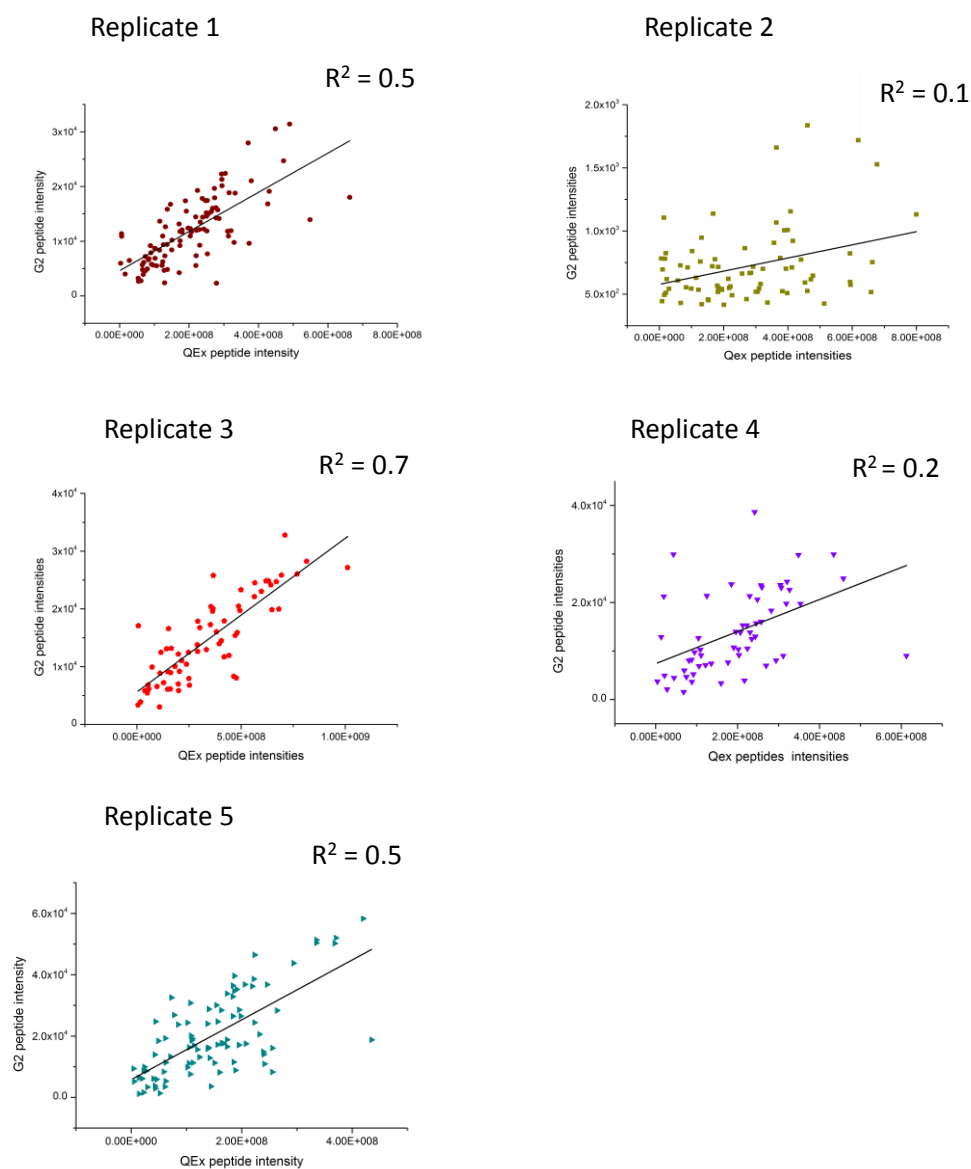 Replicate 1
R² = 0.5
3x10⁴
2x10⁴
1x10⁴
0
G2 peptide intensity
0.00E+000 2.00E+008 4.00E+008 6.00E+008 8.00E+008
QEx peptide intensity
Replicate 2
R² = 0.1
2.0x10³
1.5x10³
1.0x10³
5.0x10²
G2 peptide intensities
0.00E+000 2.00E+008 4.00E+008 6.00E+008 8.00E+008
Qex peptide intensities
Replicate 3
R² = 0.7
4x10⁴
3x10⁴
2x10⁴
1x10⁴
0
G2 peptide intensities
0.00E+000 5.00E+008 1.00E+009
QEx peptide intensities
Replicate 4
R² = 0.2
4.0x10⁴
2.0x10⁴
0.0
G2 peptide intensities
0.00E+000 2.00E+008 4.00E+008 6.00E+008
Qex peptides intensities
Replicate 5
R² = 0.5
6.0x10⁴
4.0x10⁴
2.0x10⁴
0.0
G2 peptide intensity
0.00E+000 2.00E+008 4.00E+008
QEx peptide intensity